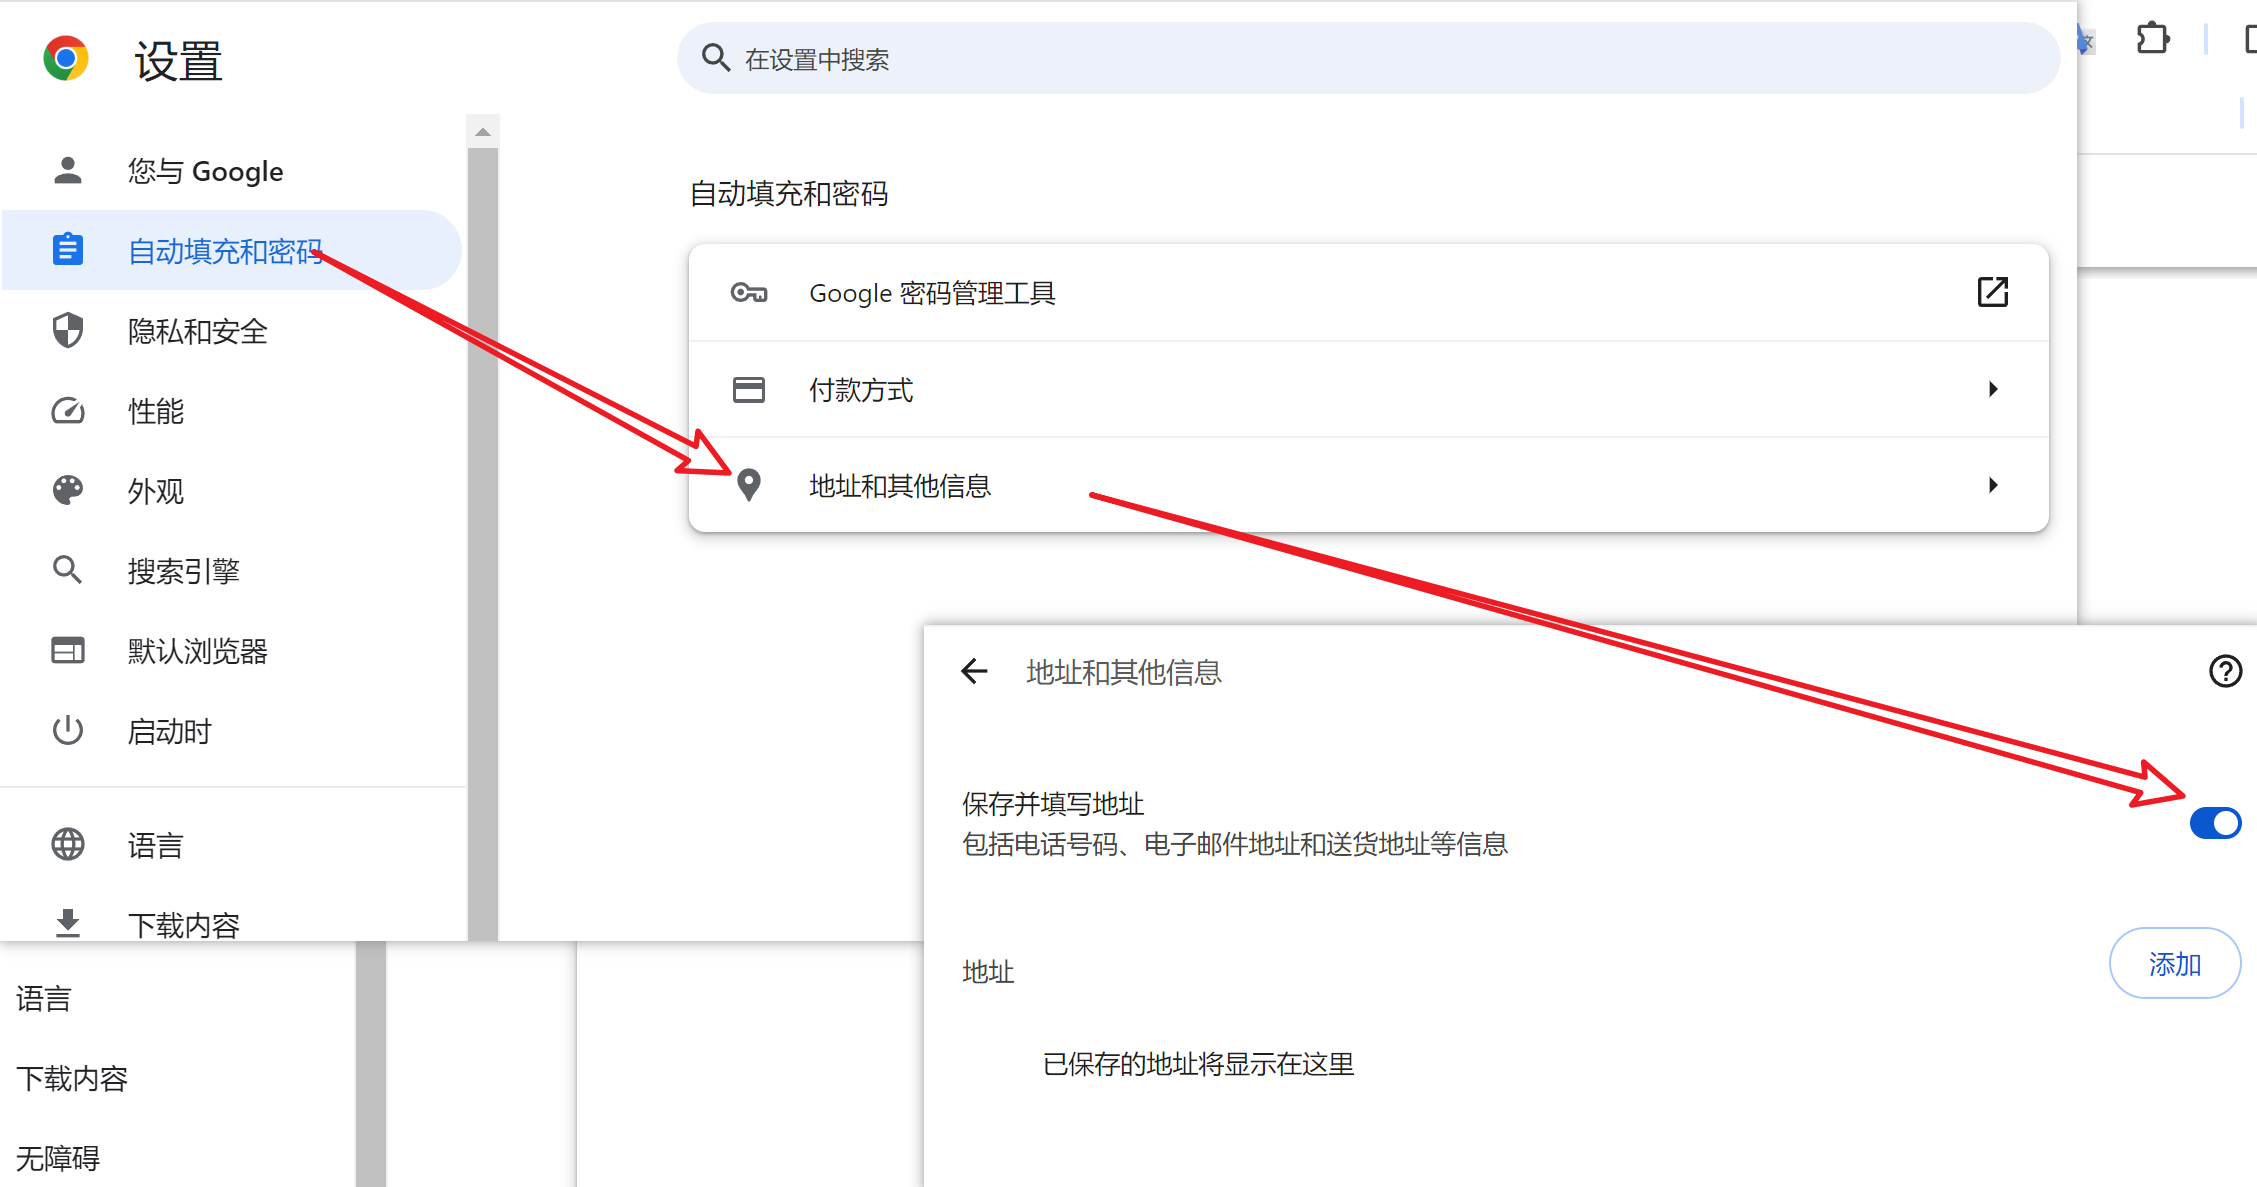 设置
在设置中搜索
您与 Google
自动填充和密码
隐私和安全
性能
外观
搜索引擎
默认浏览器
启动时
语言
下载内容
自动填充和密码
Google 密码管理工具
付款方式
地址和其他信息
地址和其他信息
保存并填写地址
包括电话号码、电子邮件地址和送货地址等信息
地址
添加
已保存的地址将显示在这里
语言
下载内容
无障碍